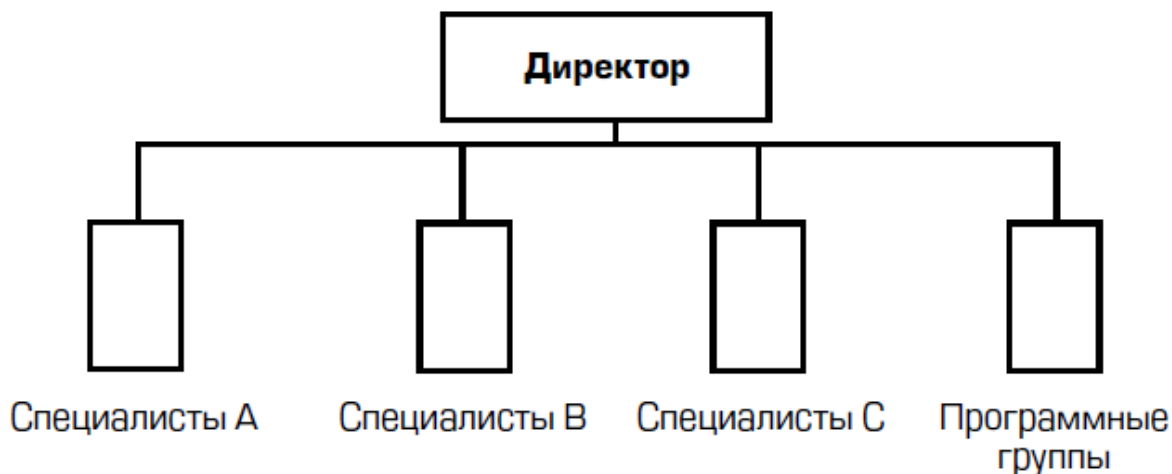 Директор
Специалисты A
Специалисты B
Специалисты C
Программные
группы